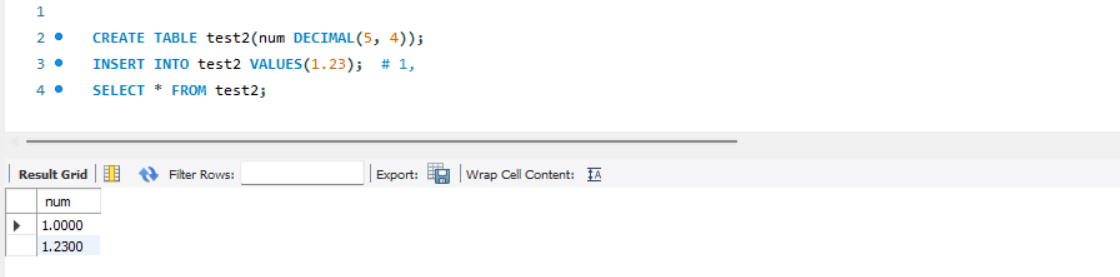 1
2 CREATE TABLE test2(num DECIMAL(5, 4));
3 INSERT INTO test2 VALUES(1.23);  # 1,
4 SELECT * FROM test2;
Result Grid Filter Rows: Export: Wrap Cell Content: IA
num
1.0000
1.2300